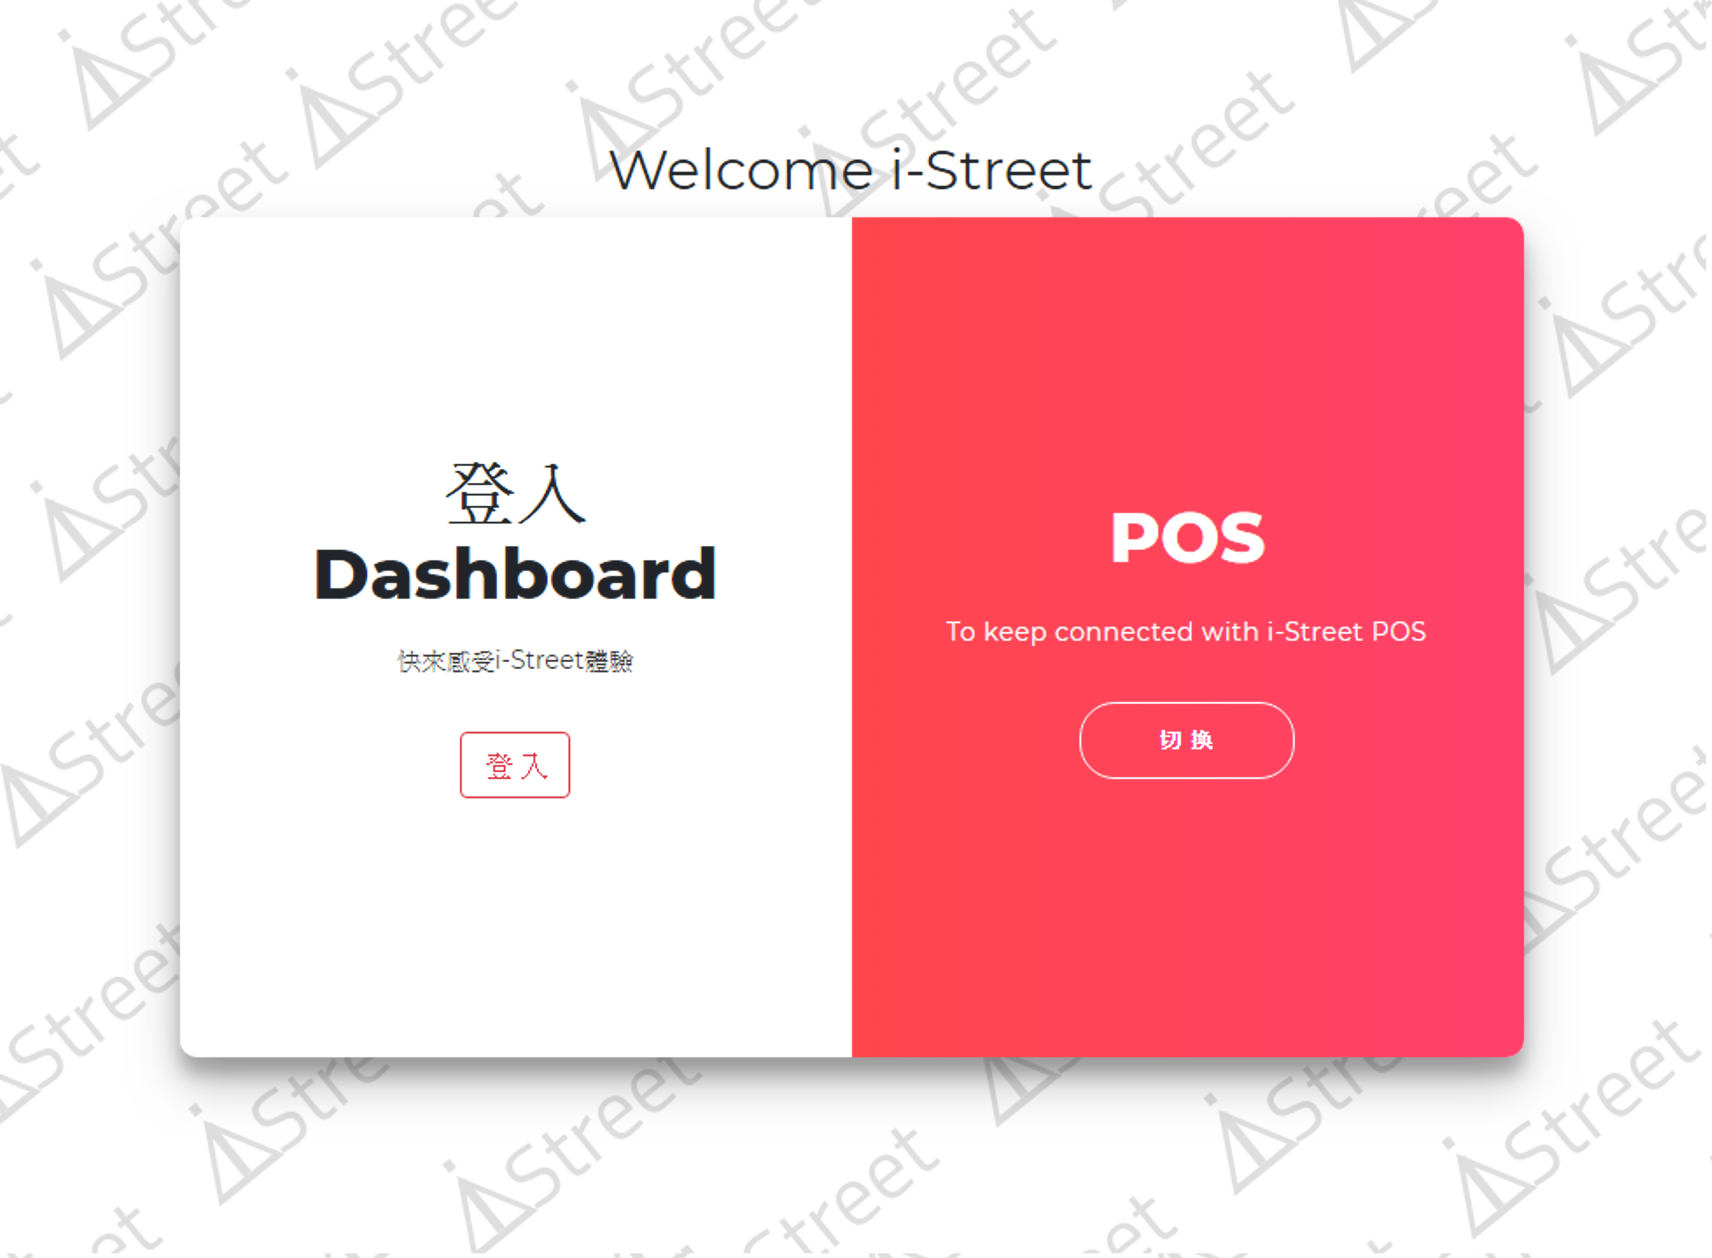 Welcome i-Street
登入
Dashboard
快來感受i-Street體驗
登入
POS
To keep connected with i-Street POS
切換